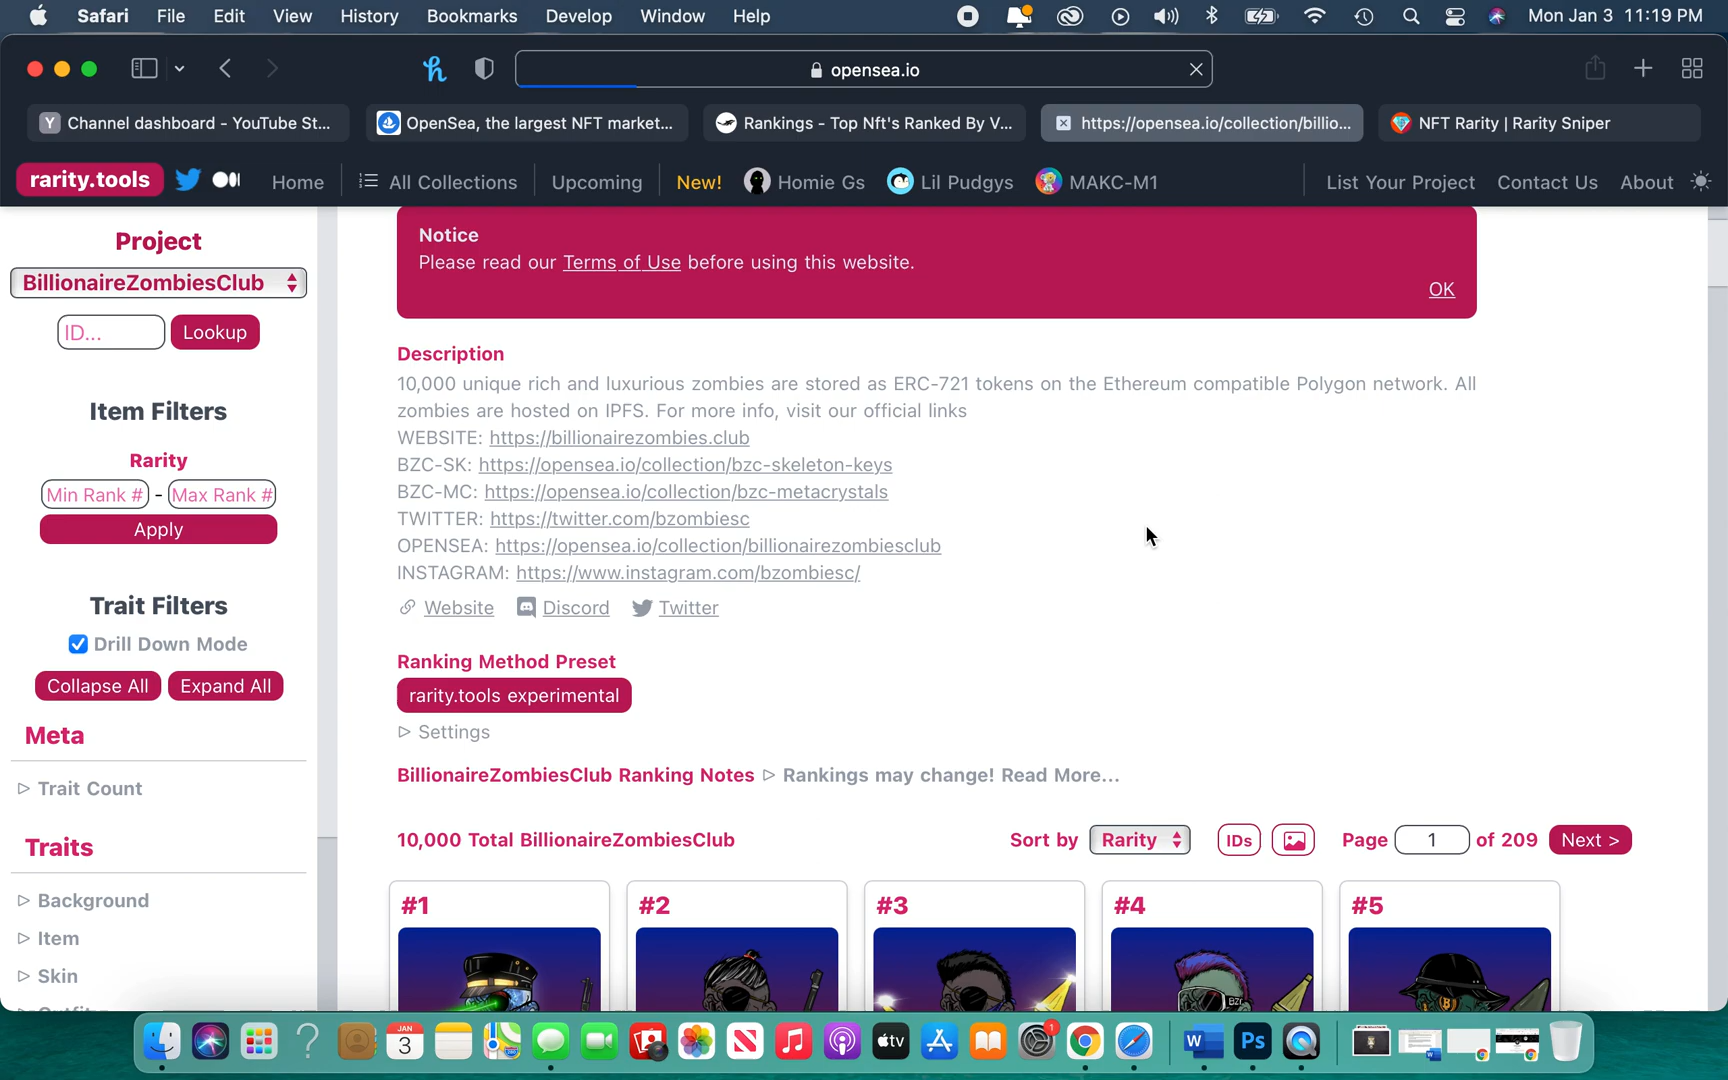 Safari File Edit View History Bookmarks Develop Window Help Mon Jan 3 11:19 PM
opensea.io
Y Channel dashboard - YouTube St... OpenSea, the largest NFT market... Rankings - Top Nft's Ranked By V... https://opensea.io/collection/billio... NFT Rarity | Rarity Sniper
rarity.tools Home All Collections Upcoming New! Homie Gs Lil Pudgys MAKC-M1 List Your Project Contact Us About
Project
BillionaireZombiesClub
ID... Lookup
Item Filters
Rarity
Min Rank # - Max Rank #
Apply
Trait Filters
Drill Down Mode
Collapse All Expand All
Meta
Trait Count
Traits
Background
Item
Skin
Notice
Please read our Terms of Use before using this website.
OK
Description
10,000 unique rich and luxurious zombies are stored as ERC-721 tokens on the Ethereum compatible Polygon network. All
zombies are hosted on IPFS. For more info, visit our official links
WEBSITE: https://billionairezombies.club
BZC-SK: https://opensea.io/collection/bzc-skeleton-keys
BZC-MC: https://opensea.io/collection/bzc-metacrystals
TWITTER: https://twitter.com/bzombiesc
OPENSEA: https://opensea.io/collection/billionairezombiesclub
INSTAGRAM: https://www.instagram.com/bzombiesc/
Website Discord Twitter
Ranking Method Preset
rarity.tools experimental
Settings
BillionaireZombiesClub Ranking Notes Rankings may change! Read More...
10,000 Total BillionaireZombiesClub Sort by Rarity IDs Page 1 of 209 Next >
#1 #2 #3 #4 #5
JAN
3
tv
1
W
Ps